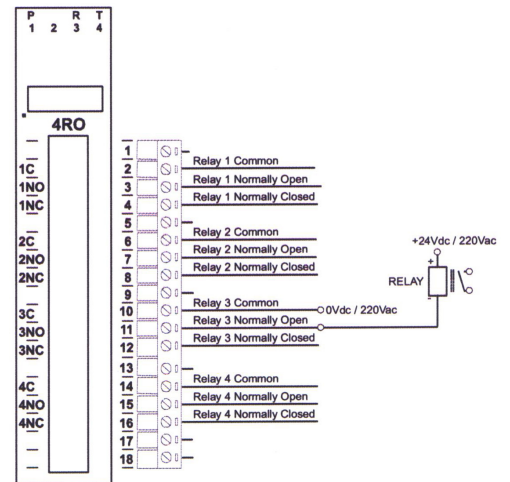 P R T
1 2 3 4
4RO
1C
1NO
1NC
2C
2NO
2NC
3C
3NO
3NC
4C
4NO
4NC
1
2 Relay 1 Common
3 Relay 1 Normally Open
4 Relay 1 Normally Closed
5
6 Relay 2 Common
7 Relay 2 Normally Open
8 Relay 2 Normally Closed
9
10 Relay 3 Common 0Vdc / 220Vac
11 Relay 3 Normally Open
12 Relay 3 Normally Closed
13
14 Relay 4 Common
15 Relay 4 Normally Open
16 Relay 4 Normally Closed
17
18
+24Vdc / 220Vac
+
RELAY
-